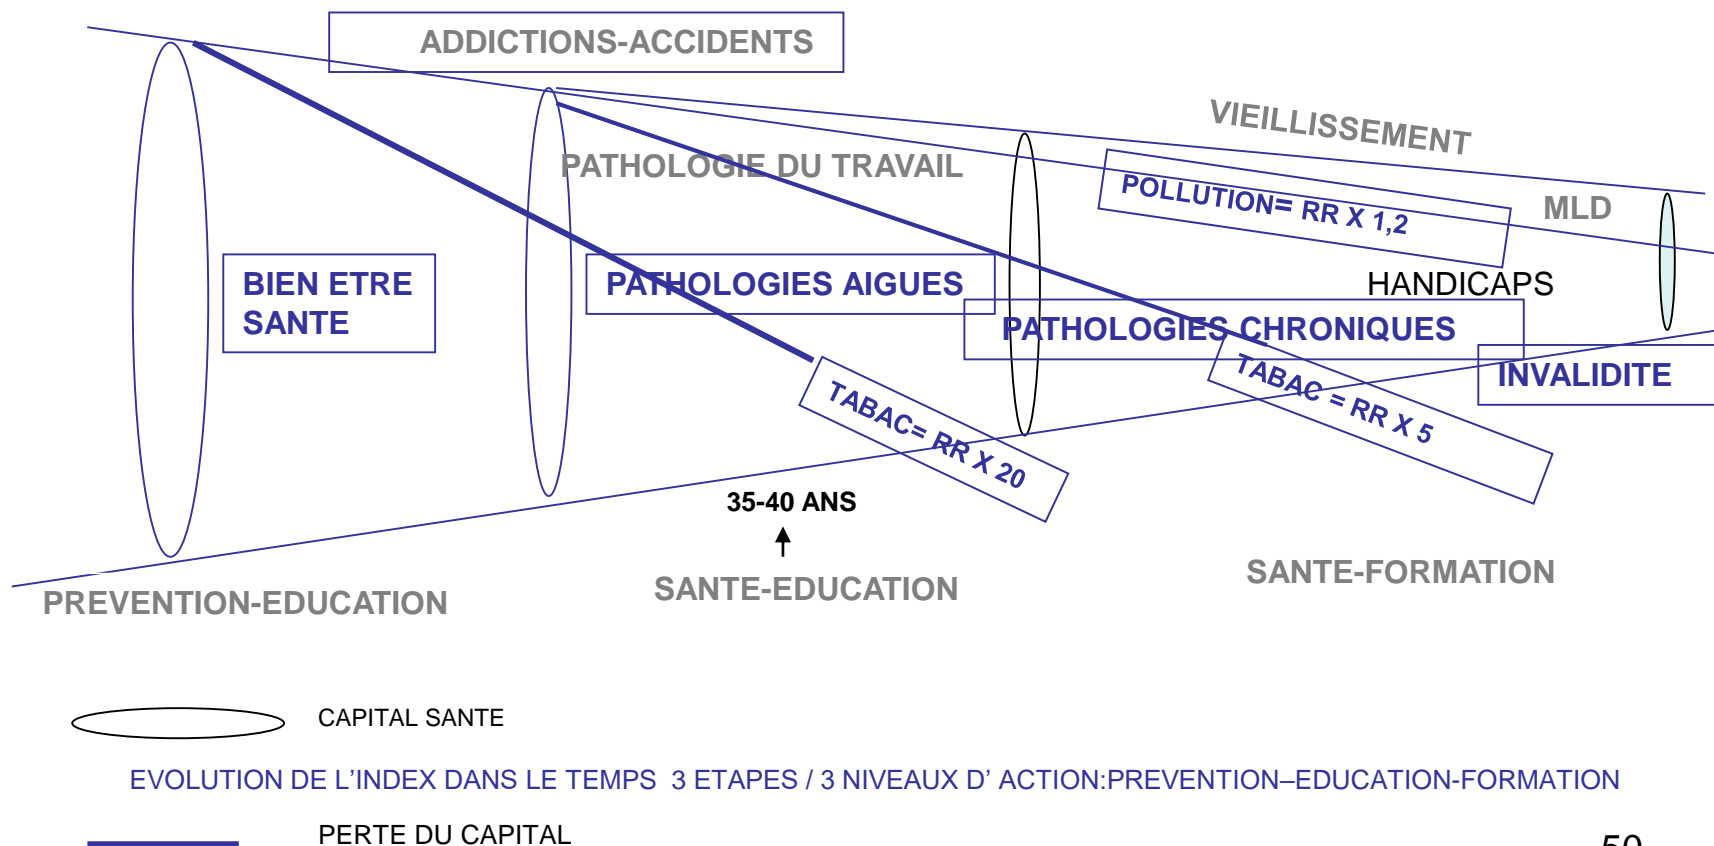 ADDICTIONS-ACCIDENTS
VIEILLISSEMENT
PATHOLOGIE DU TRAVAIL
POLLUTION= RR X 1,2
MLD
BIEN ETRE
SANTE
PATHOLOGIES AIGUES
HANDICAPS
PATHOLOGIES CHRONIQUES
INVALIDITE
TABAC= RR X 20
TABAC = RR X 5
35-40 ANS
PREVENTION-EDUCATION
SANTE-EDUCATION
SANTE-FORMATION
CAPITAL SANTE
EVOLUTION DE L'INDEX DANS LE TEMPS 3 ETAPES / 3 NIVEAUX D' ACTION:PREVENTION–EDUCATION-FORMATION
PERTE DU CAPITAL